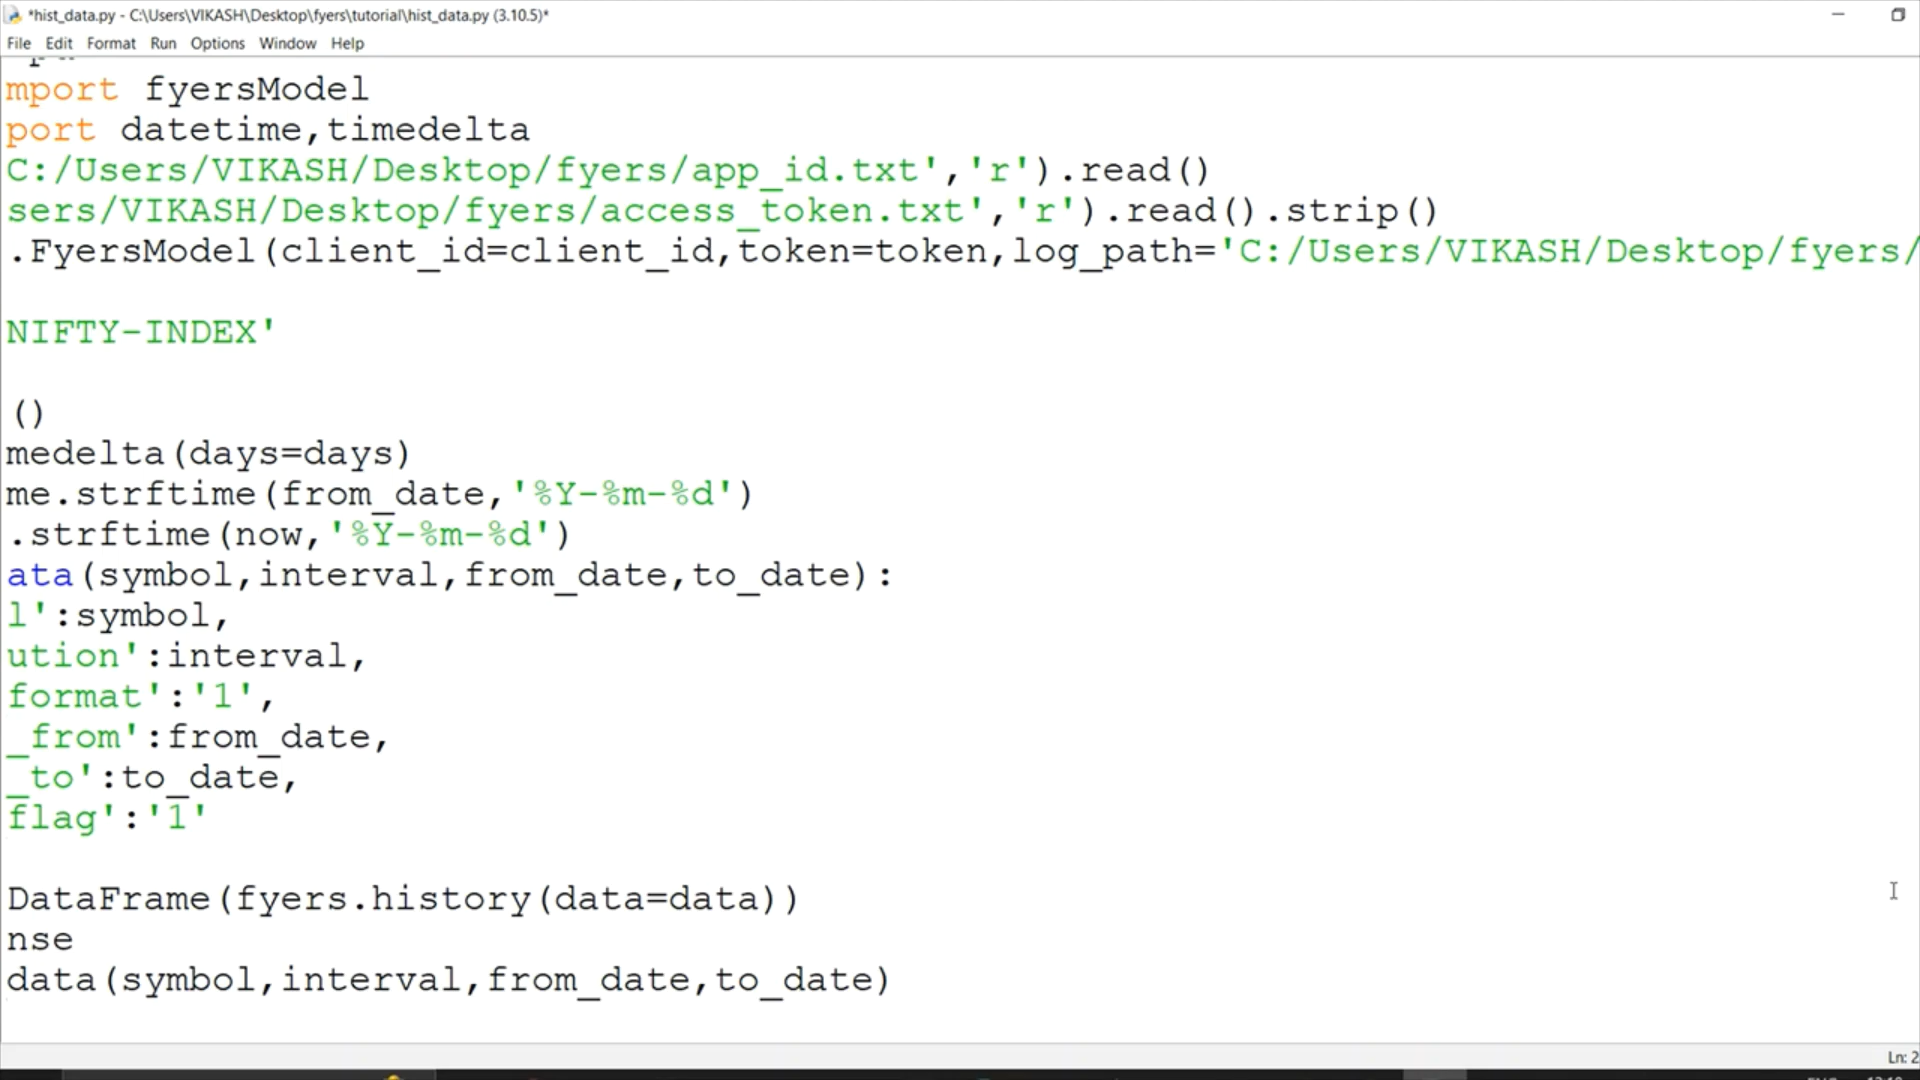 *hist_data.py - C:\Users\VIKASH\Desktop\fyers\tutorial\hist_data.py (3.10.5)*
File Edit Format Run Options Window Help
mport fyersModel
port datetime,timedelta
C:/Users/VIKASH/Desktop/fyers/app_id.txt','r').read()
sers/VIKASH/Desktop/fyers/access_token.txt','r').read().strip()
.FyersModel(client_id=client_id,token=token,log_path='C:/Users/VIKASH/Desktop/fyers/
NIFTY-INDEX'
()
medelta(days=days)
me.strftime(from_date,'%Y-%m-%d')
.strftime(now,'%Y-%m-%d')
ata(symbol,interval,from_date,to_date):
l':symbol,
ution':interval,
format':'1',
_from':from_date,
_to':to_date,
flag':'1'
DataFrame(fyers.history(data=data))
nse
data(symbol,interval,from_date,to_date)
Ln: 2